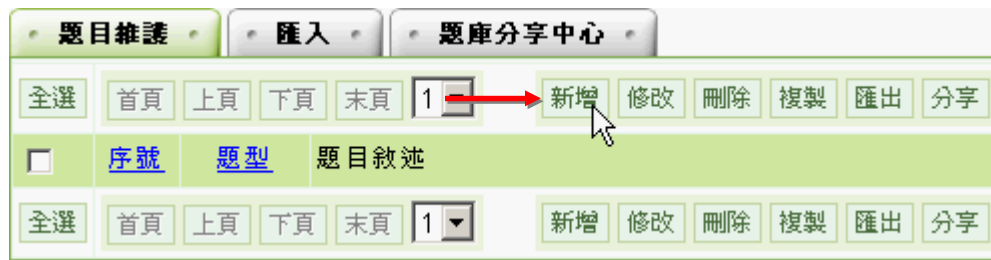 題目維護 匯入 題庫分享中心
全選 首頁 上頁 下頁 末頁 1 新增 修改 刪除 複製 匯出 分享
序號 題型 題目敘述
全選 首頁 上頁 下頁 末頁 1 新增 修改 刪除 複製 匯出 分享